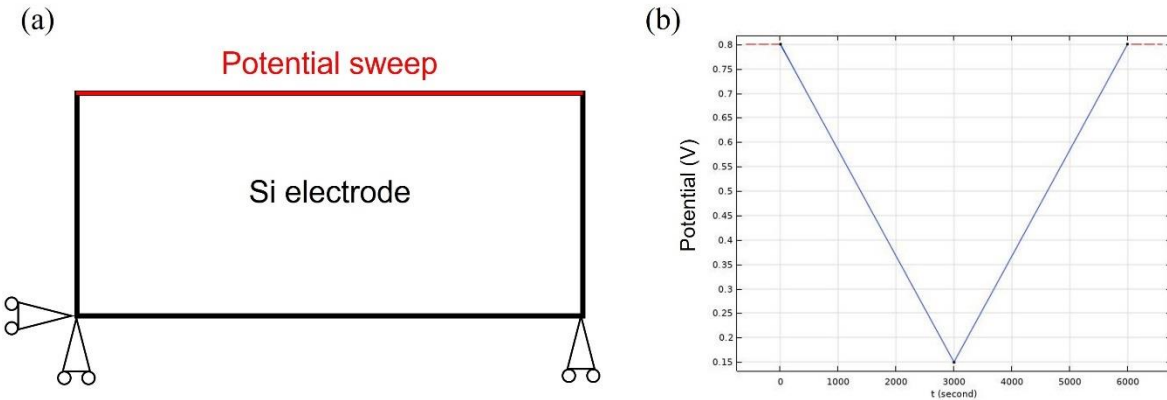 (a)
Potential sweep
Si electrode
(b)
Potential (V)
0.8
0.75
0.7
0.65
0.6
0.55
0.5
0.45
0.4
0.35
0.3
0.25
0.2
0.15
0 1000 2000 3000 4000 5000 6000
t (second)